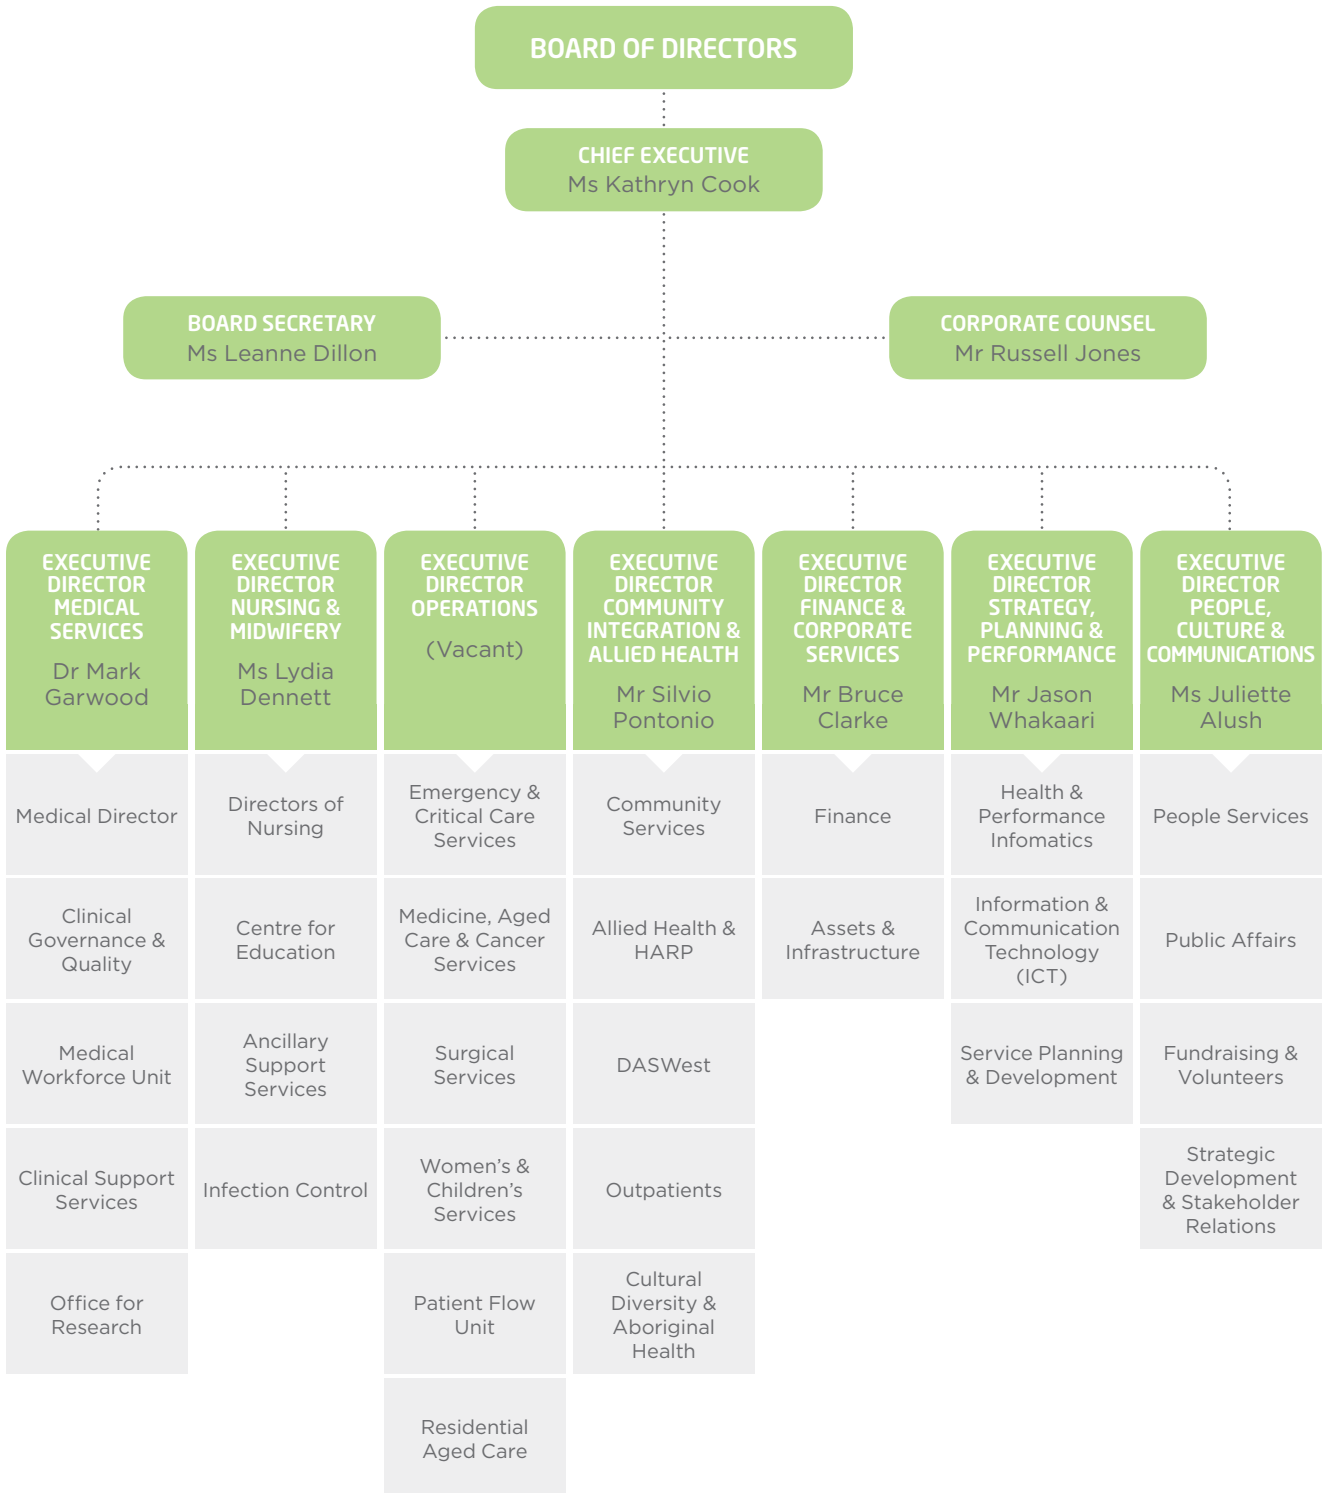 BOARD OF DIRECTORS
CHIEF EXECUTIVE
Ms Kathryn Cook
BOARD SECRETARY
Ms Leanne Dillon
CORPORATE COUNSEL
Mr Russell Jones
EXECUTIVE
DIRECTOR
MEDICAL
SERVICES
Dr Mark
Garwood
Medical Director
Clinical
Governance &
Quality
Medical
Workforce Unit
Clinical Support
Services
Office for
Research
EXECUTIVE
DIRECTOR
NURSING &
MIDWIFERY
Ms Lydia
Dennett
Directors of
Nursing
Centre for
Education
Ancillary
Support
Services
Infection Control
EXECUTIVE
DIRECTOR
OPERATIONS
(Vacant)
Emergency &
Critical Care
Services
Medicine, Aged
Care & Cancer
Services
Surgical
Services
Women’s &
Children’s
Services
Patient Flow
Unit
Residential
Aged Care
EXECUTIVE
DIRECTOR
COMMUNITY
INTEGRATION &
ALLIED HEALTH
Mr Silvio
Pontonio
Community
Services
Allied Health &
HARP
DASWest
Outpatients
Cultural
Diversity &
Aboriginal
Health
EXECUTIVE
DIRECTOR
FINANCE &
CORPORATE
SERVICES
Mr Bruce
Clarke
Finance
Assets &
Infrastructure
EXECUTIVE
DIRECTOR
STRATEGY,
PLANNING &
PERFORMANCE
Mr Jason
Whakaari
Health &
Performance
Infomatics
Information &
Communication
Technology
(ICT)
Service Planning
& Development
EXECUTIVE
DIRECTOR
PEOPLE,
CULTURE &
COMMUNICATIONS
Ms Juliette
Alush
People Services
Public Affairs
Fundraising &
Volunteers
Strategic
Development
& Stakeholder
Relations